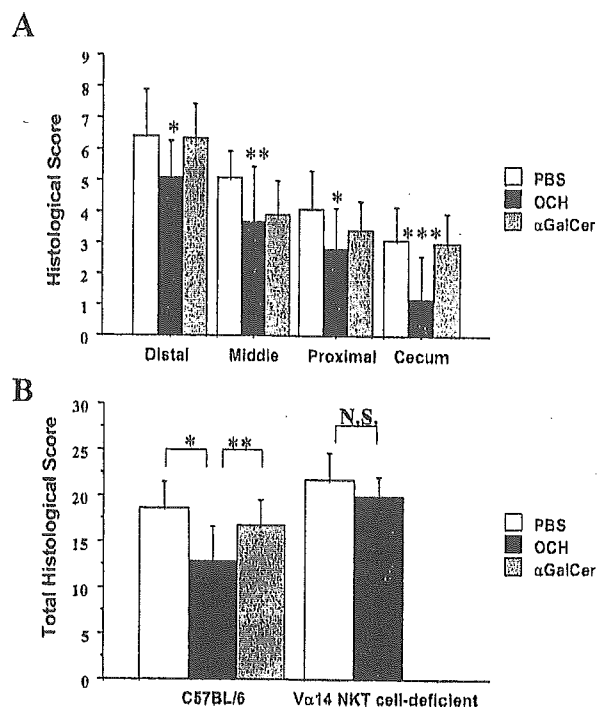 A
Histological Score
9
8
7
6
5
4
3
2
1
0
*
**
*
***
PBS
OCH
αGalCer
Distal
Middle
Proximal
Cecum
B
Total Histological Score
30
25
20
15
10
5
0
*
**
N.S.
PBS
OCH
αGalCer
C57BL/6
Vα14 NKT cell-deficient